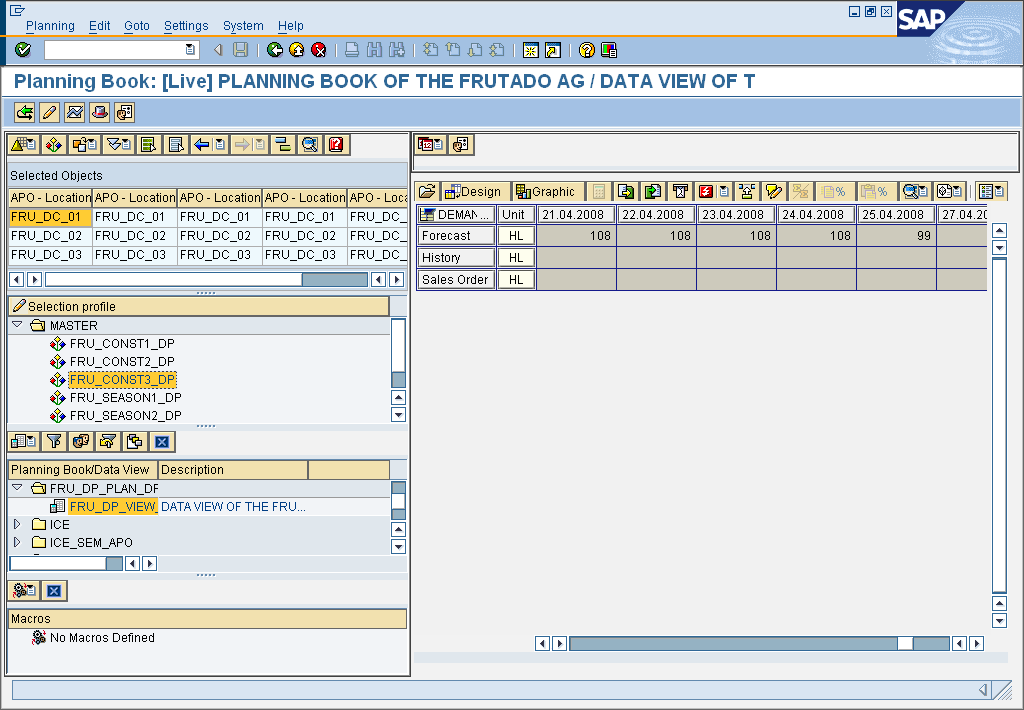 Planning Edit Goto Settings System Help
SAP
Planning Book: [Live] PLANNING BOOK OF THE FRUTADO AG / DATA VIEW OF T
Selected Objects
APO - Location APO - Location APO - Location APO - Location APO - Loca
FRU_DC_01 FRU_DC_01 FRU_DC_01 FRU_DC_01 FRU_DC_
FRU_DC_02 FRU_DC_02 FRU_DC_02 FRU_DC_02 FRU_DC_
FRU_DC_03 FRU_DC_03 FRU_DC_03 FRU_DC_03 FRU_DC_
Selection profile
MASTER
FRU_CONST1_DP
FRU_CONST2_DP
FRU_CONST3_DP
FRU_SEASON1_DP
FRU_SEASON2_DP
Planning Book/Data View Description
FRU_DP_PLAN_DF
FRU_DP_VIEW_ DATA VIEW OF THE FRU...
ICE
ICE_SEM_APO
Macros
No Macros Defined
Design Graphic
DEMAN... Unit 21.04.2008 22.04.2008 23.04.2008 24.04.2008 25.04.2008 27.04.20
Forecast HL 108 108 108 108 99
History HL
Sales Order HL